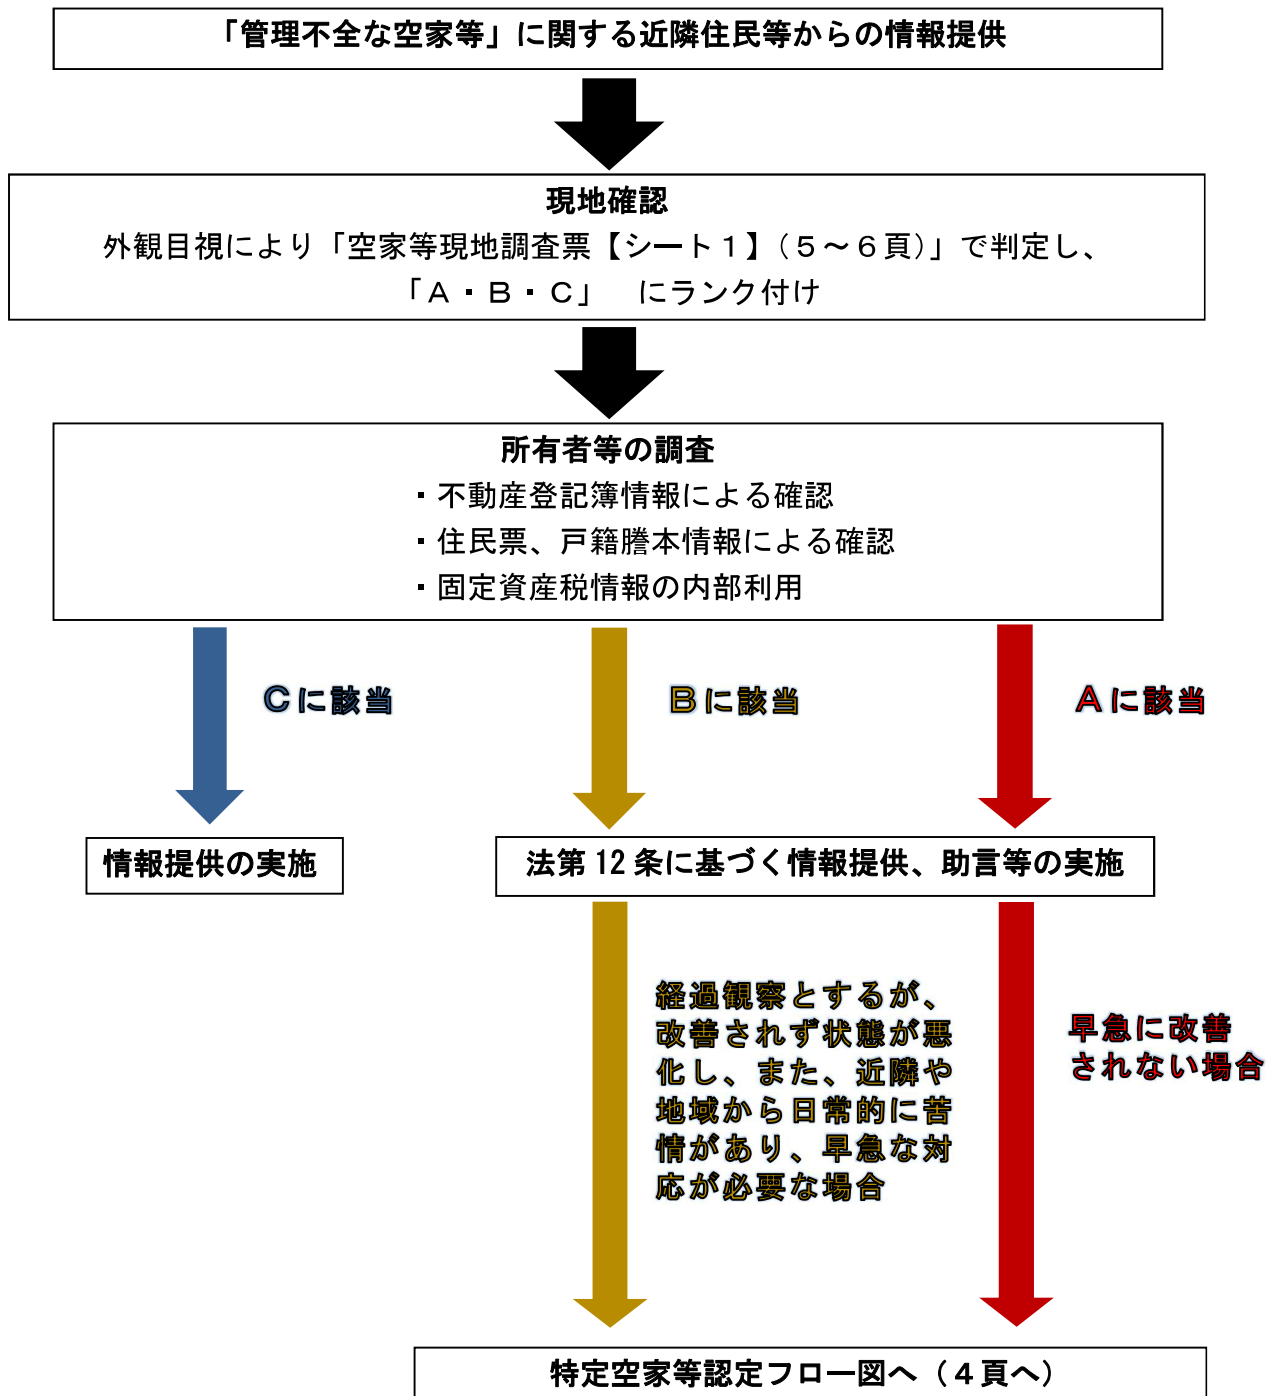 「管理不全な空家等」に関する近隣住民等からの情報提供
現地確認
外観目視により「空家等現地調査票【シート１】（５～６頁）」で判定し、
「Ａ・Ｂ・｣」　にランク付け
所有者等の調査
・不動産登記簿情報による確認
・住民票、戸籍謄本情報による確認
・固定資産税情報の内部利用
Ｃに該当
Ｂに該当
Ａに該当
情報提供の実施
法第 12 条に基づく情報提供、助言等の実施
経過観察とするが、
改善されず状態が悪
化し、また、近隣や
地域から日常的に苦
情があり、早急な対
応が必要な場合
早急に改善
されない場合
特定空家等認定フロー図へ（４頁へ）